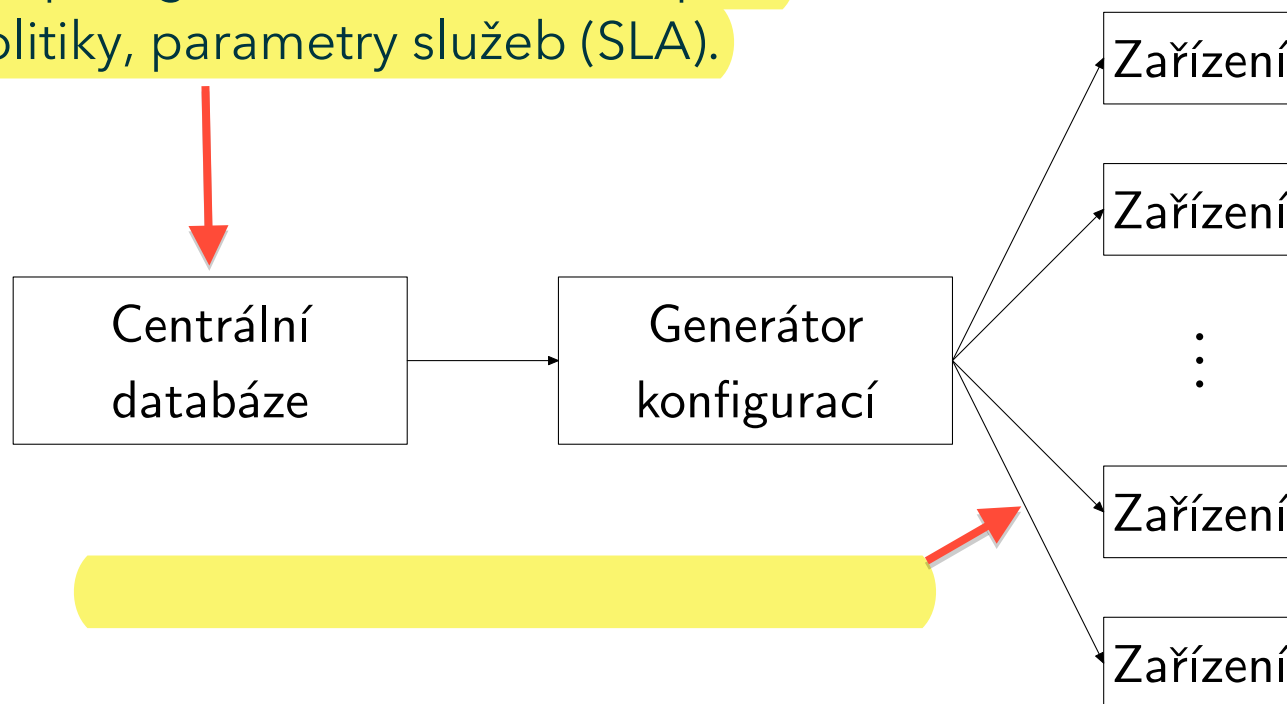 olitiky, parametry služeb (SLA).
Zařízení
Zařízení
Centrální
databáze
Generátor
konfigurací
⋮
Zařízení
Zařízení